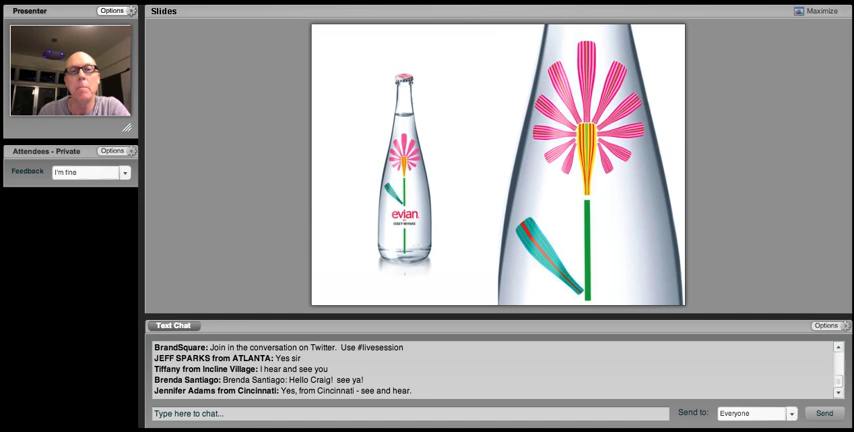 Presenter
Options
Attendees - Private
Options
Feedback
I'm fine
Slides
Maximize
evian.
ISSEY MIYAKE
Text Chat
Options
BrandSquare: Join in the conversation on Twitter. Use #livesession
JEFF SPARKS from ATLANTA: Yes sir
Tiffany from Incline Village: I hear and see you
Brenda Santiago: Brenda Santiago: Hello Craig! see ya!
Jennifer Adams from Cincinnati: Yes, from Cincinnati - see and hear.
Type here to chat...
Send to:
Everyone
Send